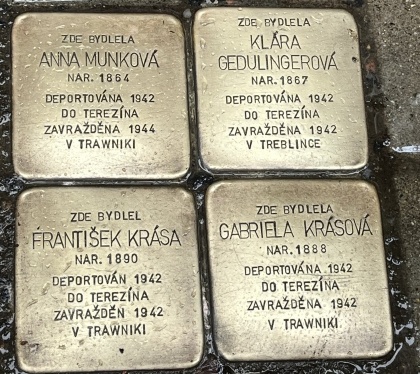 ZDE BYDLELA
ANNA MUNKOVÁ
NAR. 1864
DEPORTOVÁNA 1942
DO TEREZÍNA
ZAVRAŽDĚNA 1944
V TRAWNIKI
ZDE BYDLELA
KLÁRA
GEDULINGEROVÁ
NAR. 1867
DEPORTOVÁNA 1942
DO TEREZÍNA
ZAVRAŽDĚNA 1942
V TREBLINCE
ZDE BYDLEL
FRANTIŠEK KRÁSA
NAR. 1890
DEPORTOVÁN 1942
DO TEREZÍNA
ZAVRAŽDĚN 1942
V TRAWNIKI
ZDE BYDLELA
GABRIELA KRÁSOVÁ
NAR. 1888
DEPORTOVÁNA 1942
DO TEREZÍNA
ZAVRAŽDĚNA 1942
V TRAWNIKI